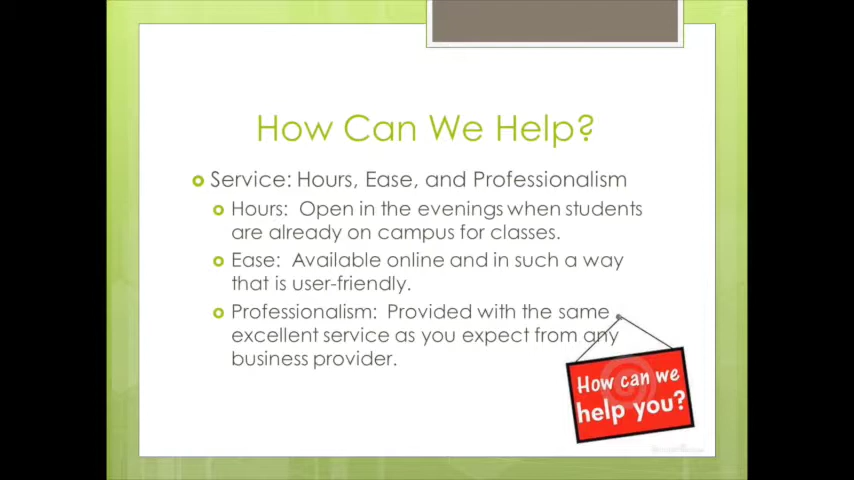 How Can We Help?
Service: Hours, Ease, and Professionalism
Hours: Open in the evenings when students
are already on campus for classes.
Ease: Available online and in such a way
that is user-friendly.
Professionalism: Provided with the same
excellent service as you expect from any
business provider.
How can we
help you?